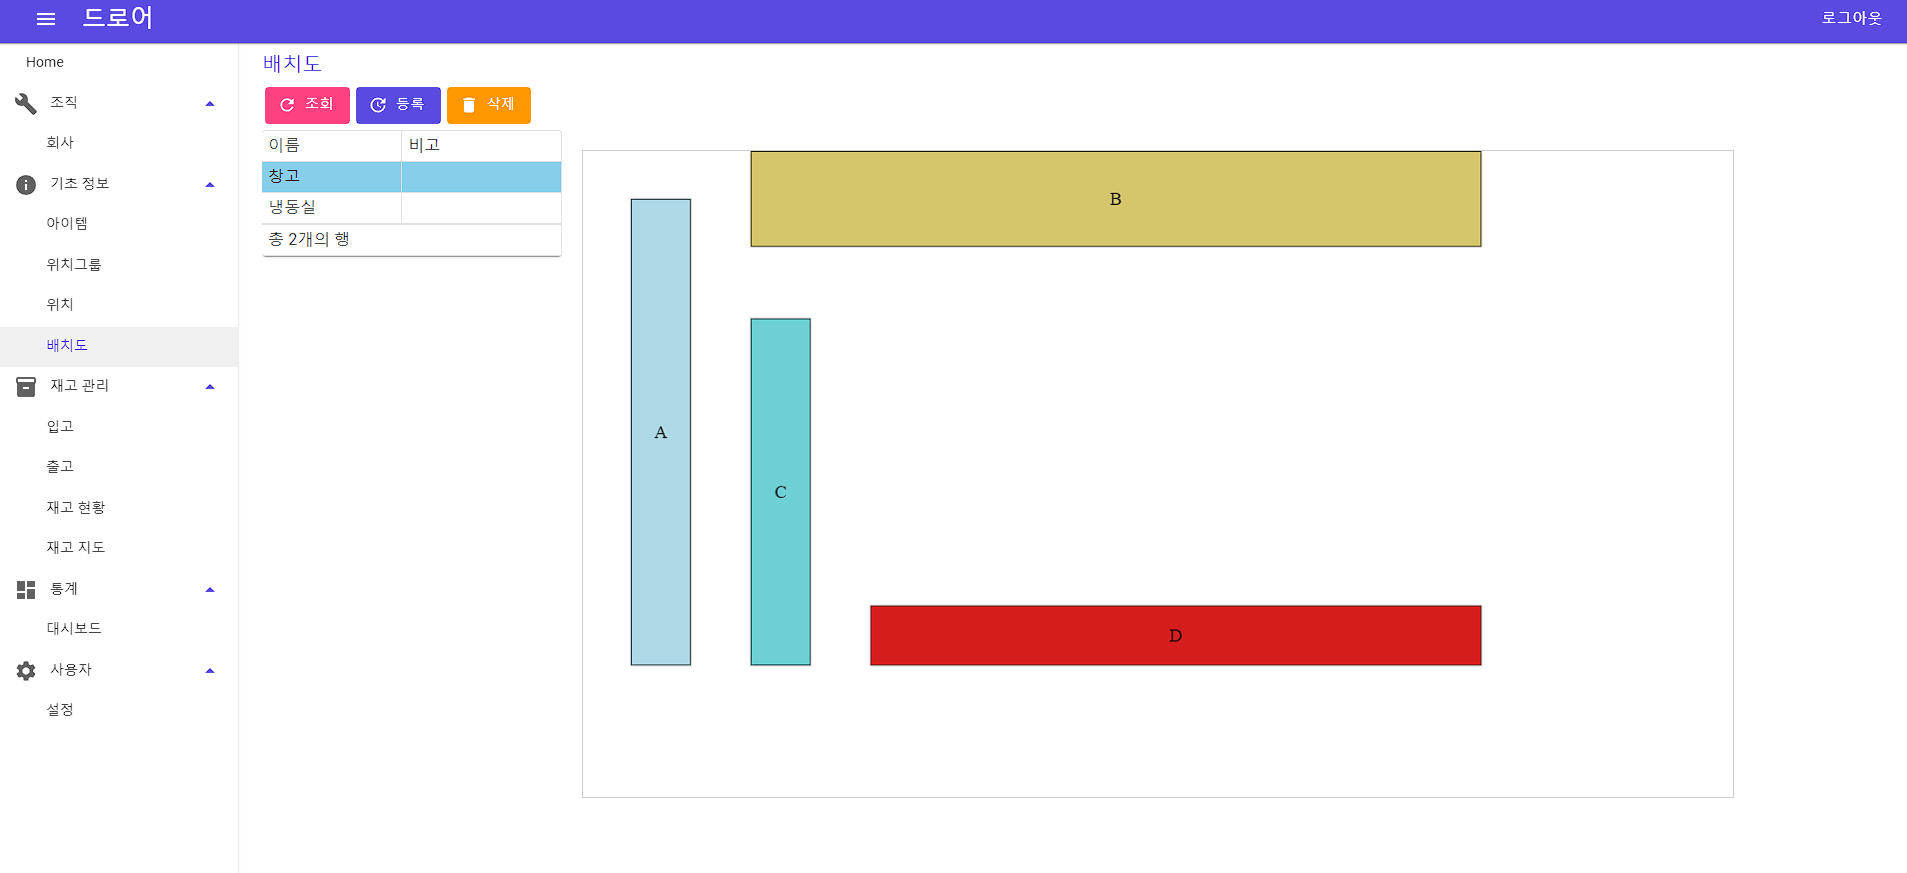 드로어
로그아웃
Home
조직
회사
기초 정보
아이템
위치그룹
위치
배치도
재고 관리
입고
출고
재고 현황
재고 지도
통계
대시보드
사용자
설정
배치도
조회 등록 삭제
이름 비고
창고
냉동실
총 2개의 행
B
A
C
D